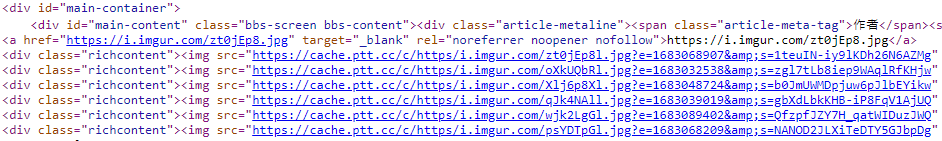 <div id="main-container">
<div id="main-content" class="bbs-screen bbs-content"><div class="article-metaline"><span class="article-meta-tag">作者</span><s
<a href="https://i.imgur.com/zt0jEp8.jpg" target="_blank" rel="noreferrer noopener nofollow">https://i.imgur.com/zt0jEp8.jpg</a>
<div class="richcontent"><img src="https://cache.ptt.cc/c/https/i.imgur.com/zt0jEp8l.jpg?e=1683068907&amp;s=1teuIN-iy9lKDh26N6AZMg"
<div class="richcontent"><img src="https://cache.ptt.cc/c/https/i.imgur.com/oXkUQbRl.jpg?e=1683032538&amp;s=zgl7tLb8iep9WAqlRfKHjw"
<div class="richcontent"><img src="https://cache.ptt.cc/c/https/i.imgur.com/Xlj6p8Xl.jpg?e=1683048724&amp;s=b0JmUWMDpjuw6pJlbEYikw"
<div class="richcontent"><img src="https://cache.ptt.cc/c/https/i.imgur.com/qJk4NAll.jpg?e=1683039019&amp;s=gbXdLbkKHB-iP8FqV1AjUQ"
<div class="richcontent"><img src="https://cache.ptt.cc/c/https/i.imgur.com/wjk2LgGl.jpg?e=1683089402&amp;s=QfzpfJZY7H_qatWIDuzJWQ"
<div class="richcontent"><img src="https://cache.ptt.cc/c/https/i.imgur.com/psYDTpGl.jpg?e=1683068209&amp;s=NANOD2JLXiTeDTY5GJbpDg"